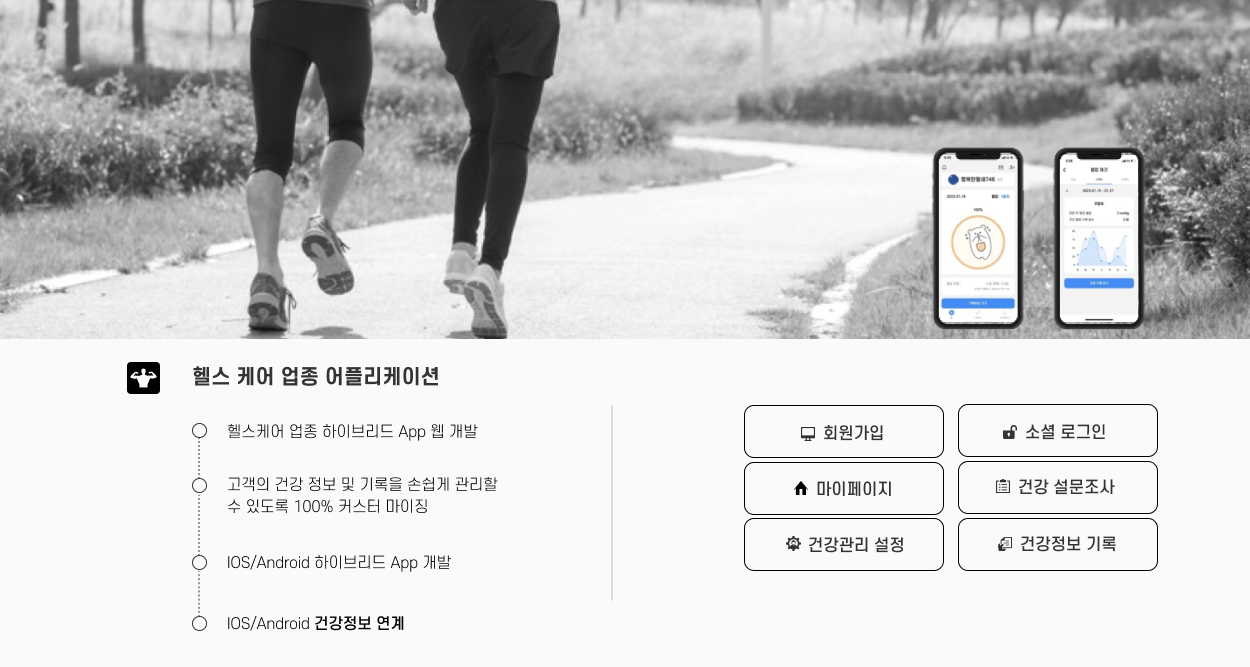 100%
헬스 케어 업종 어플리케이션
헬스케어 업종 하이브리드 App 웹 개발
고객의 건강 정보 및 기록을 손쉽게 관리할
수 있도록 100% 커스터 마이징
IOS/Android 하이브리드 App 개발
IOS/Android 건강정보 연계
회원가입
소셜 로그인
마이페이지
건강 설문조사
건강관리 설정
건강정보 기록